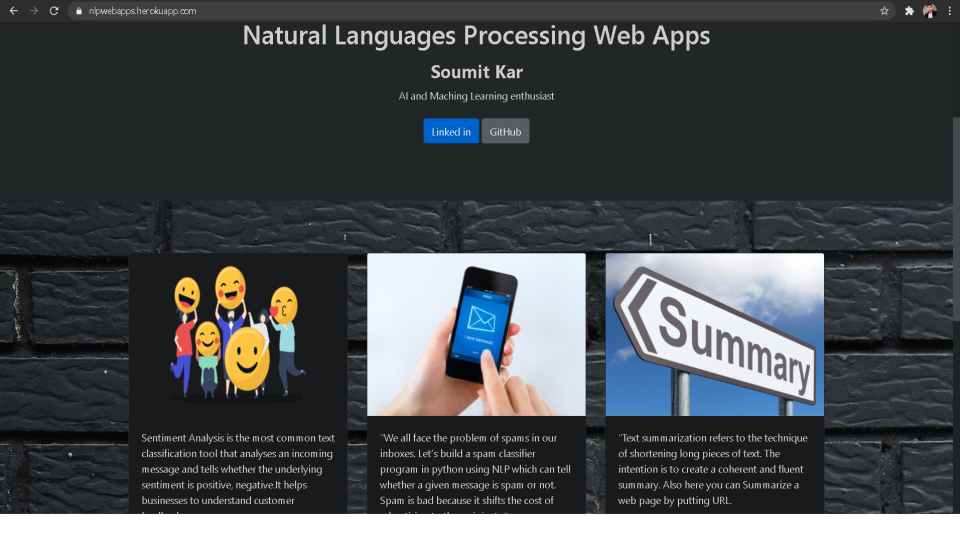 nlpwebapps.herokuapp.com
Natural Languages Processing Web Apps
Soumit Kar
AI and Maching Learning enthusiast
Linked in
GitHub
NEW MESSAGE
Summary
Sentiment Analysis is the most common text
classification tool that analyses an incoming
message and tells whether the underlying
sentiment is positive, negative.It helps
businesses to understand customer
"We all face the problem of spams in our
inboxes. Let's build a spam classifier
program in python using NLP which can tell
whether a given message is spam or not.
Spam is bad because it shifts the cost of
"Text summarization refers to the technique
of shortening long pieces of text. The
intention is to create a coherent and fluent
summary. Also here you can Summarize a
web page by putting URL.